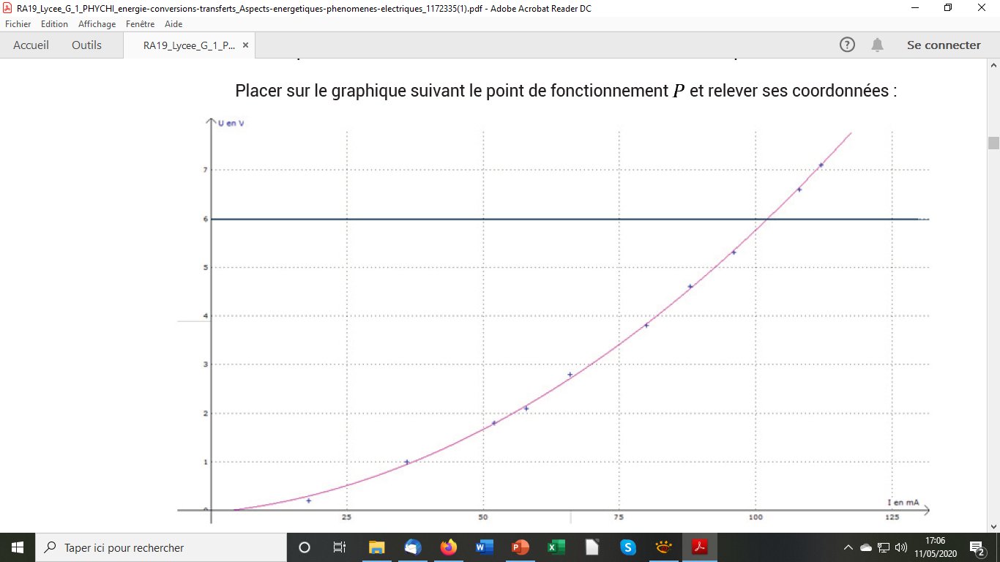 RA19_Lycee_G_1_PHYCHI_energie-conversions-transferts_Aspects-energetiques-phenomenes-electriques_1172335(1).pdf - Adobe Acrobat Reader DC
Fichier Edition Affichage Fenêtre Aide
Accueil Outils RA19_Lycee_G_1_P... × ? Se connecter
Placer sur le graphique suivant le point de fonctionnement P et relever ses coordonnées :
U en V
7
6
5
4
3
2
1
0
I en mA
25 50 75 100 125
Taper ici pour rechercher
17:06
11/05/2020
2